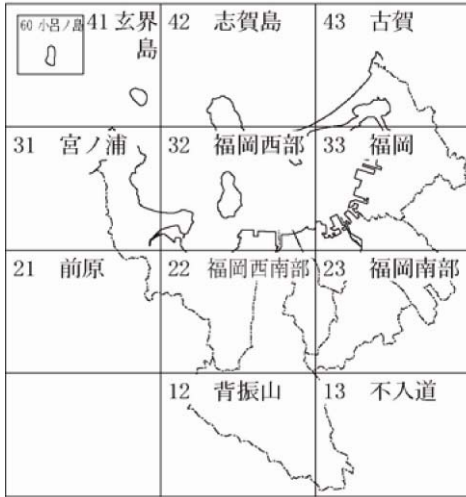 60 小呂ノ島
41 玄界島
42 志賀島
43 古賀
31 宮ノ浦
32 福岡西部
33 福岡
21 前原
22 福岡西南部
23 福岡南部
12 背振山
13 不入道